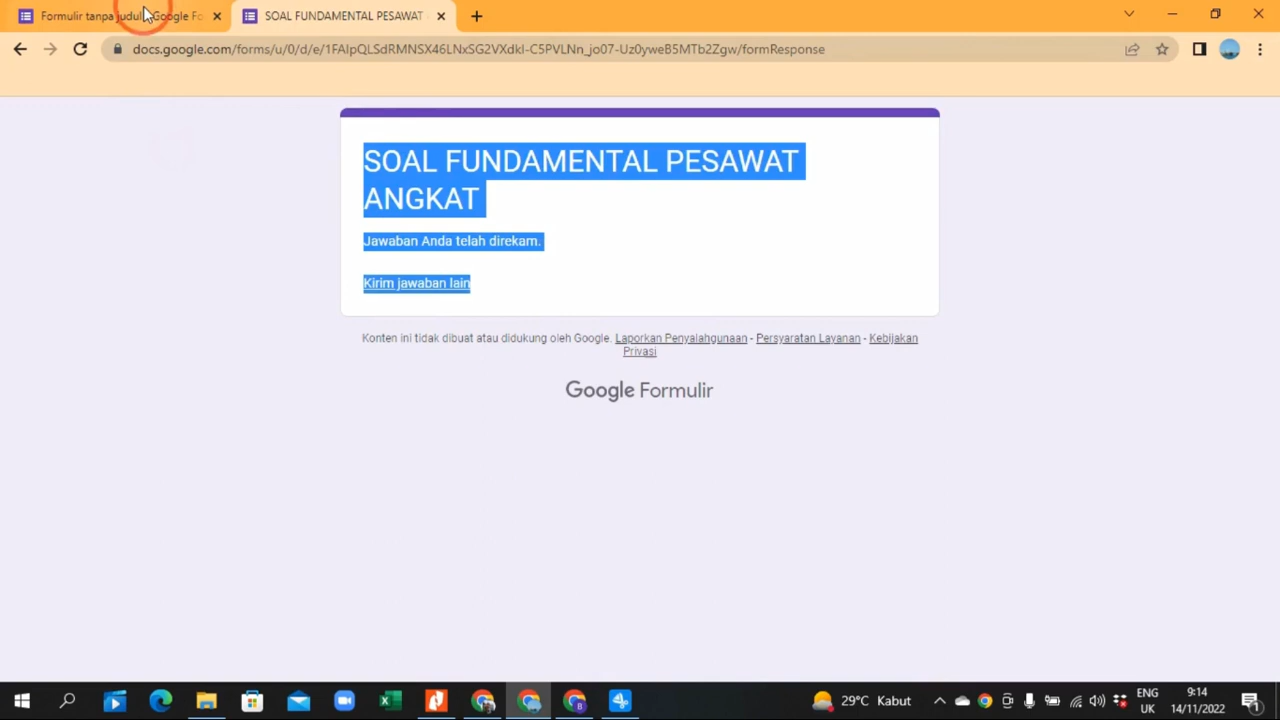 Formulir tanpa judul - Google Fo
SOAL FUNDAMENTAL PESAWAT
docs.google.com/forms/u/0/d/e/1FAIpQLSdRMNSX46LNxSG2VXdkI-C5PVLNn_jo07-Uz0yweB5MTb2Zgw/formResponse
SOAL FUNDAMENTAL PESAWAT
ANGKAT
Jawaban Anda telah direkam.
Kirim jawaban lain
Konten ini tidak dibuat atau didukung oleh Google. Laporkan Penyalahgunaan - Persyaratan Layanan - Kebijakan
Privasi
Google Formulir
29°C Kabut
ENG
UK
9:14
14/11/2022